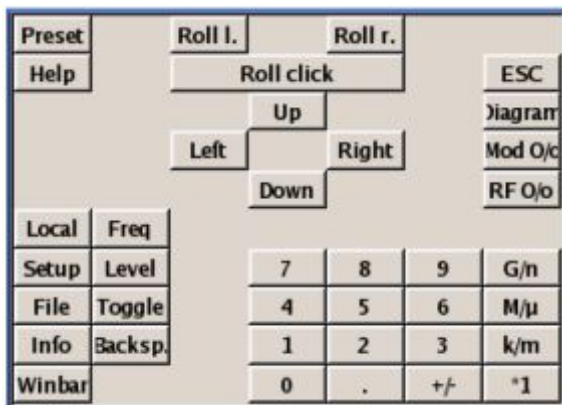 Preset Roll l. Roll r.
Help Roll click ESC
Up Diagram
Left Right Mod O/o
Down RF O/o
Local Freq
Setup Level 7 8 9 G/n
File Toggle 4 5 6 M/µ
Info Backsp. 1 2 3 k/m
Winbar 0 . +/- *1